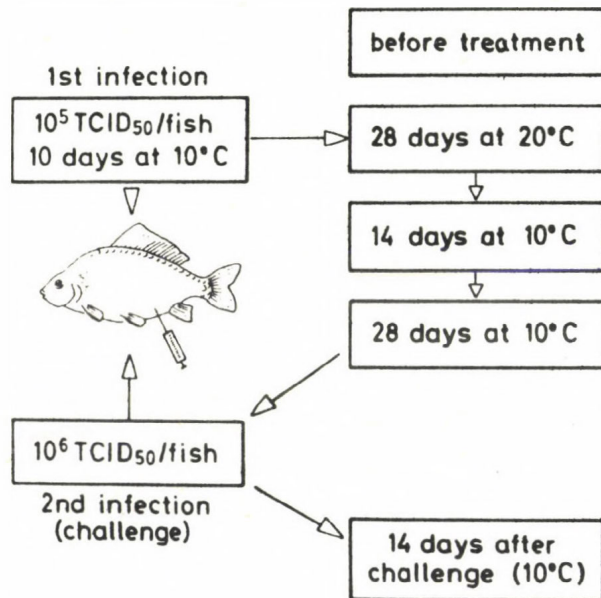 before treatment
1st infection
10⁵ TCID₅₀/fish
10 days at 10°C
28 days at 20°C
14 days at 10°C
28 days at 10°C
10⁶ TCID₅₀/fish
2nd infection
(challenge)
14 days after
challenge (10°C)